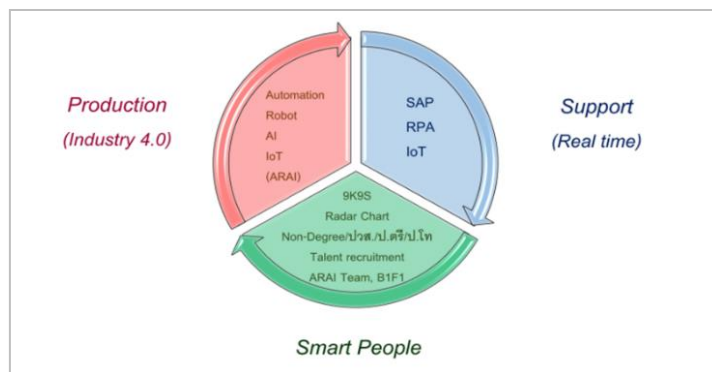 Production
(Industry 4.0)
Automation
Robot
AI
IoT
(ARAI)
SAP
RPA
IoT
Support
(Real time)
9K9S
Radar Chart
Non-Degree/ปวส./ป.ตรี/ป.โท
Talent recruitment
ARAI Team, B1F1
Smart People